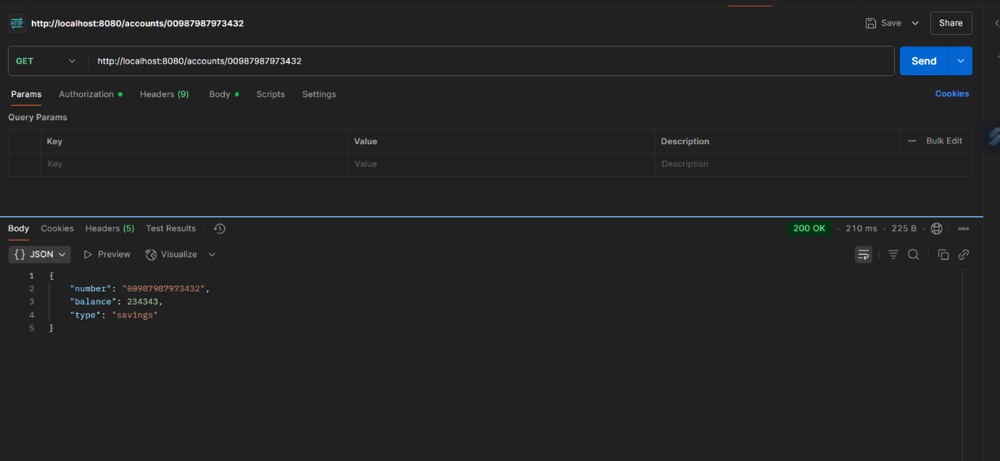 HTTP http://localhost:8080/accounts/00987987973432 Save Share
GET http://localhost:8080/accounts/00987987973432 Send
Params Authorization Headers (9) Body Scripts Settings Cookies
Query Params
Key Value Description Bulk Edit
Key Value Description
Body Cookies Headers (5) Test Results 200 OK • 210 ms • 225 B
{} JSON Preview Visualize
1 {
2 "number": "00987987973432",
3 "balance": 234343,
4 "type": "savings"
5 }